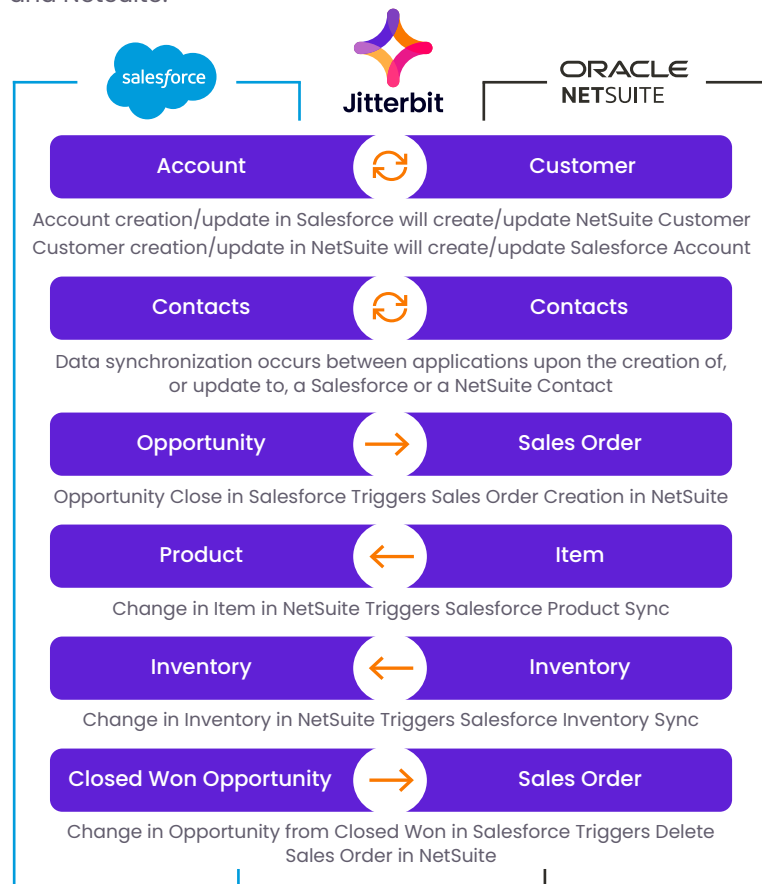 and NetSuite.
salesforce
Jitterbit
ORACLE
NETSUITE
Account
Customer
Account creation/update in Salesforce will create/update NetSuite Customer
Customer creation/update in NetSuite will create/update Salesforce Account
Contacts
Contacts
Data synchronization occurs between applications upon the creation of,
or update to, a Salesforce or a NetSuite Contact
Opportunity
Sales Order
Opportunity Close in Salesforce Triggers Sales Order Creation in NetSuite
Product
Item
Change in Item in NetSuite Triggers Salesforce Product Sync
Inventory
Inventory
Change in Inventory in NetSuite Triggers Salesforce Inventory Sync
Closed Won Opportunity
Sales Order
Change in Opportunity from Closed Won in Salesforce Triggers Delete
Sales Order in NetSuite